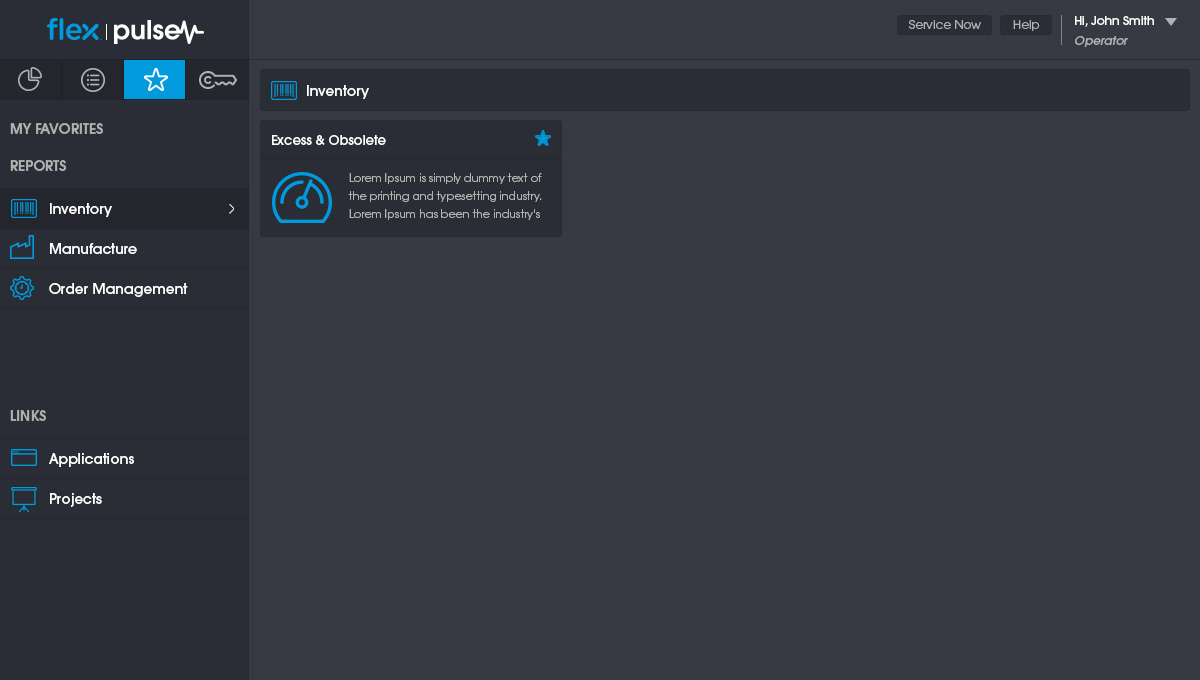 flex | pulse
Service Now
Help
Hi, John Smith
Operator
MY FAVORITES
REPORTS
Inventory
Manufacture
Order Management
LINKS
Applications
Projects
Inventory
Excess & Obsolete
Lorem Ipsum is simply dummy text of
the printing and typesetting industry.
Lorem Ipsum has been the industry's